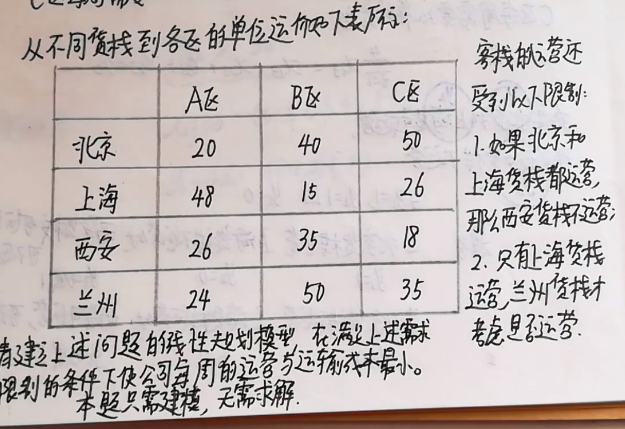 从不同货栈到各区的单位运价如下表所示：
A区 B区 C区
北京 20 40 50
上海 48 15 26
西安 26 35 18
兰州 24 50 35
客栈的运营还
受到以下限制：
1.如果北京和
上海货栈都运营，
那么西安货栈不运营；
2.只有上海货栈
运营，兰州货栈才
考虑是否运营．
请建立上述问题的线性规划模型，在满足上述需求
限制的条件下使公司每周的运营与运输成本最小。
本题只需建模，无需求解．